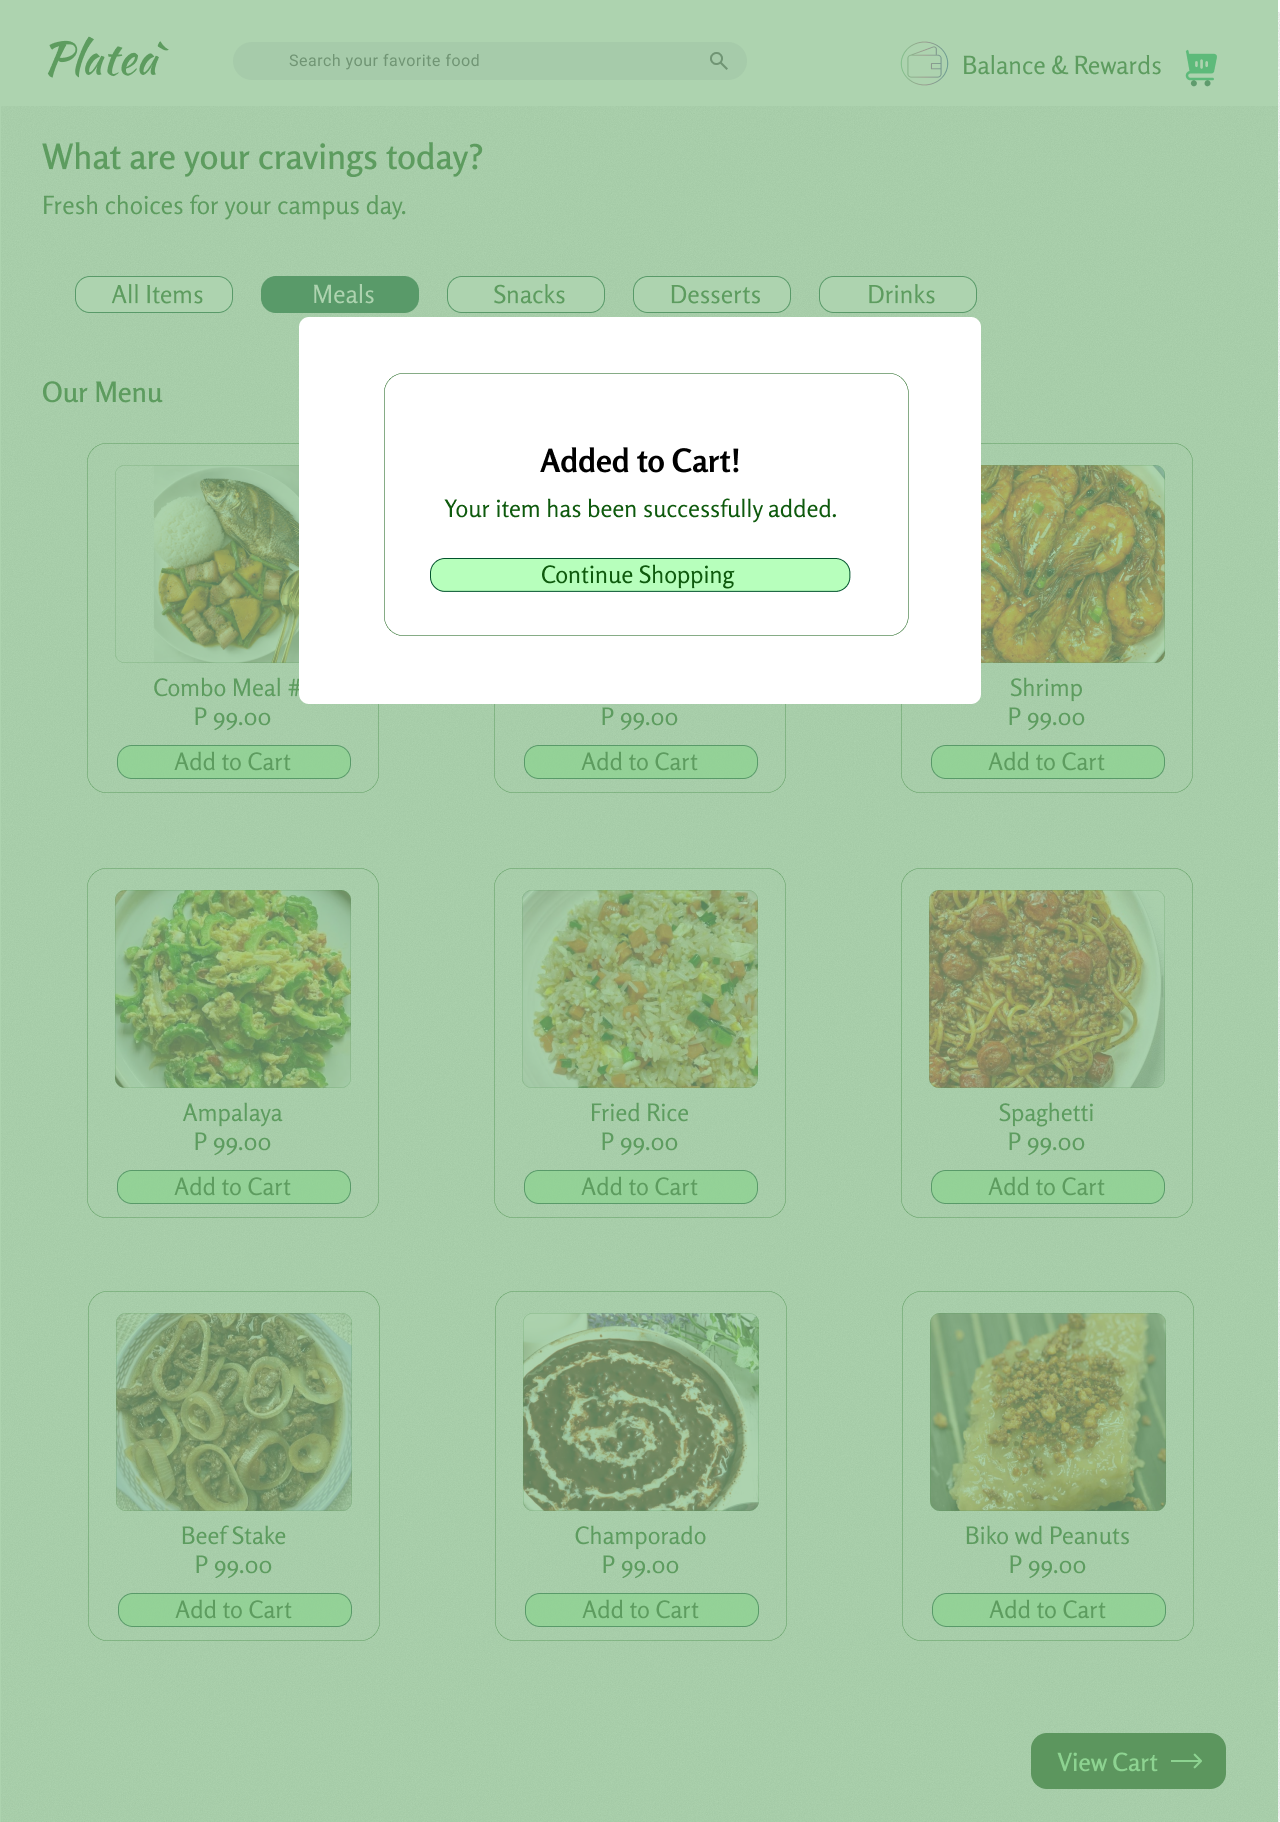 Platea`
Search your favorite food
Balance & Rewards
What are your cravings today?
Fresh choices for your campus day.
All Items
Meals
Snacks
Desserts
Drinks
Our Menu
Added to Cart!
Your item has been successfully added.
Continue Shopping
Combo Meal #
P 99.00
Add to Cart
P 99.00
Add to Cart
Shrimp
P 99.00
Add to Cart
Ampalaya
P 99.00
Add to Cart
Fried Rice
P 99.00
Add to Cart
Spaghetti
P 99.00
Add to Cart
Beef Stake
P 99.00
Add to Cart
Champorado
P 99.00
Add to Cart
Biko wd Peanuts
P 99.00
Add to Cart
View Cart